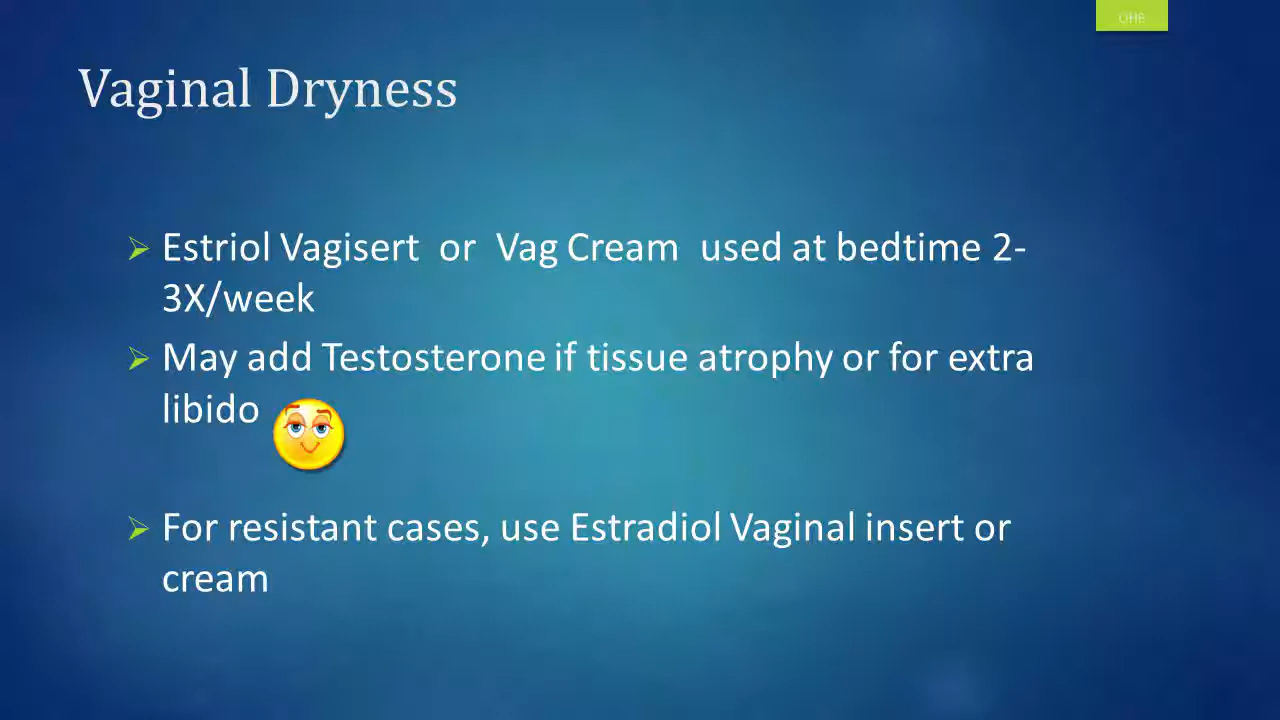 OHB
Vaginal Dryness
Estriol Vagisert or Vag Cream used at bedtime 2-
3X/week
May add Testosterone if tissue atrophy or for extra
libido
For resistant cases, use Estradiol Vaginal insert or
cream